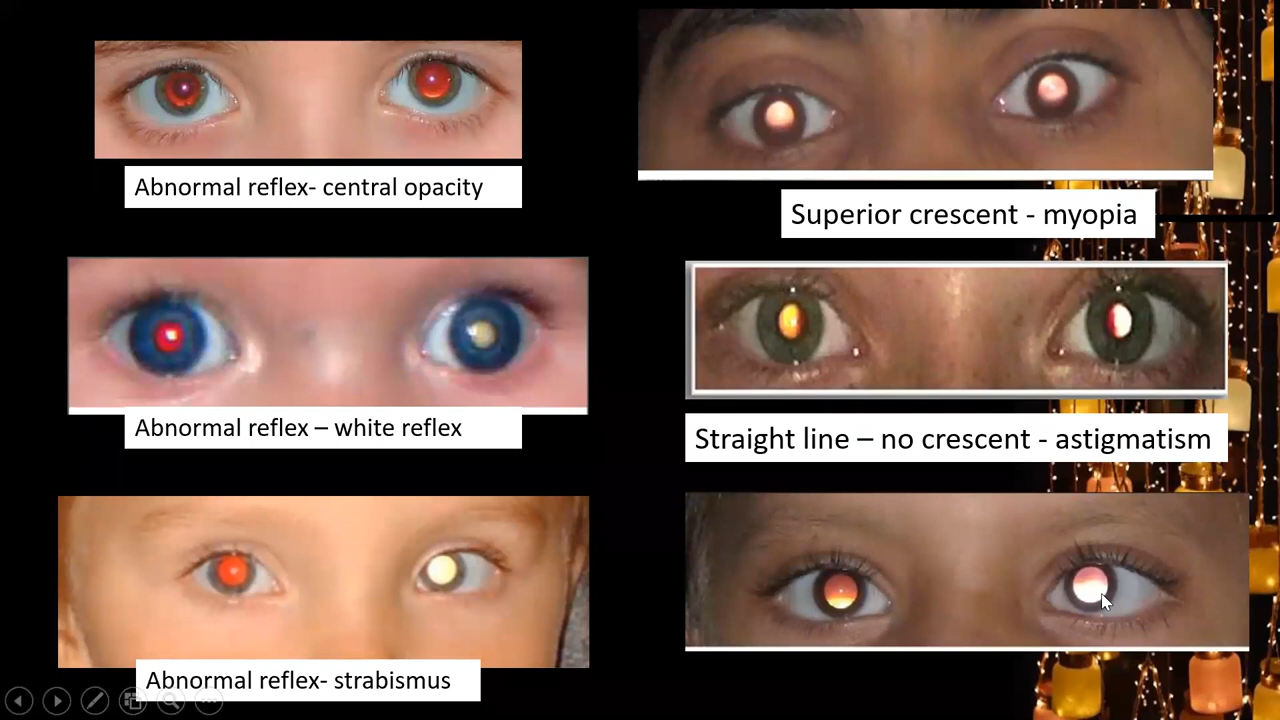 Abnormal reflex- central opacity
Superior crescent - myopia
Abnormal reflex – white reflex
Straight line – no crescent - astigmatism
Abnormal reflex- strabismus